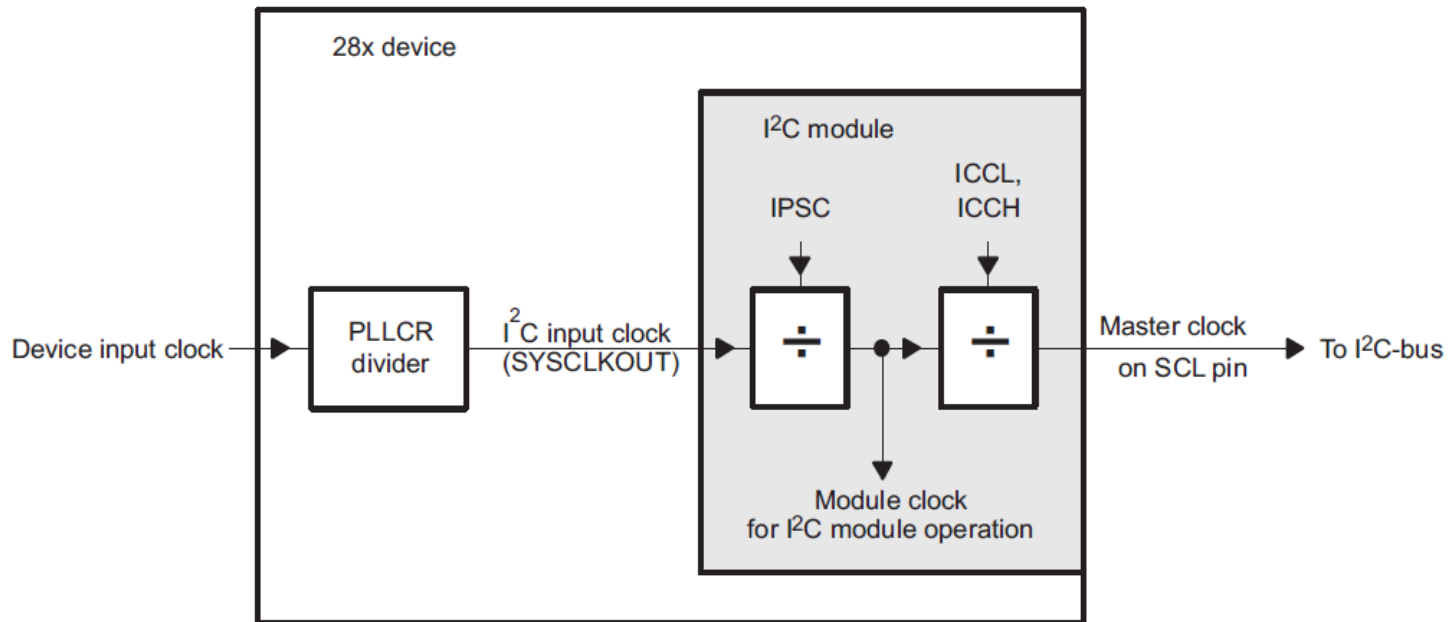 28x device
I²C module
ICCL,
ICCH
IPSC
÷
÷
Device input clock
PLLCR
divider
I²C input clock
(SYSCLKOUT)
Master clock
on SCL pin
To I²C-bus
Module clock
for I²C module operation